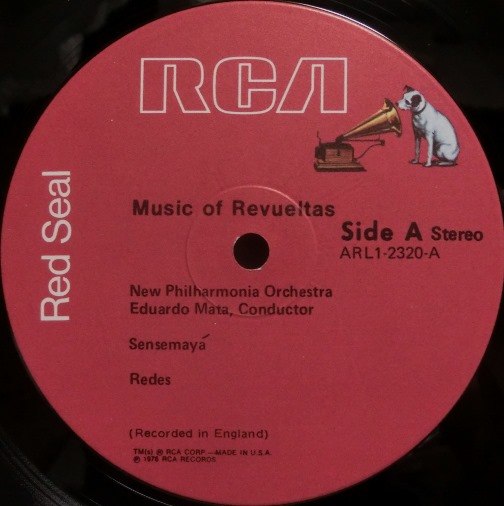 RCA
Red Seal
Music of Revueltas
Side A Stereo
ARL1-2320-A
New Philharmonia Orchestra
Eduardo Mata, Conductor
Sensemayá
Redes
(Recorded in England)
TM(s) ® RCA CORP.—MADE IN U.S.A.
℗ 1976 RCA RECORDS